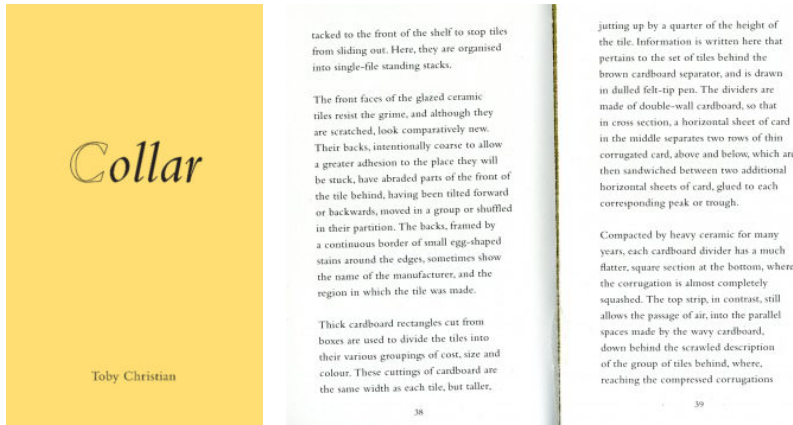 Collar
Toby Christian
tacked to the front of the shelf to stop tiles
from sliding out. Here, they are organised
into single-file standing stacks.
The front faces of the glazed ceramic
tiles resist the grime, and although they
are scratched, look comparatively new.
Their backs, intentionally coarse to allow
a greater adhesion to the place they will
be stuck, have abraded parts of the front of
the tile behind, having been tilted forward
or backwards, moved in a group or shuffled
in their partition. The backs, framed by
a continuous border of small egg-shaped
stains around the edges, sometimes show
the name of the manufacturer, and the
region in which the tile was made.
Thick cardboard rectangles cut from
boxes are used to divide the tiles into
their various groupings of cost, size and
colour. These cuttings of cardboard are
the same width as each tile, but taller,
38
jutting up by a quarter of the height of
the tile. Information is written here that
pertains to the set of tiles behind the
brown cardboard separator, and is drawn
in dulled felt-tip pen. The dividers are
made of double-wall cardboard, so that
in cross section, a horizontal sheet of card
in the middle separates two rows of thin
corrugated card, above and below, which are
then sandwiched between two additional
horizontal sheets of card, glued to each
corresponding peak or trough.
Compacted by heavy ceramic for many
years, each cardboard divider has a much
flatter, square section at the bottom, where
the corrugation is almost completely
squashed. The top strip, in contrast, still
allows the passage of air, into the parallel
spaces made by the wavy cardboard,
down behind the scrawled description
of the group of tiles behind, where,
reaching the compressed corrugations
39